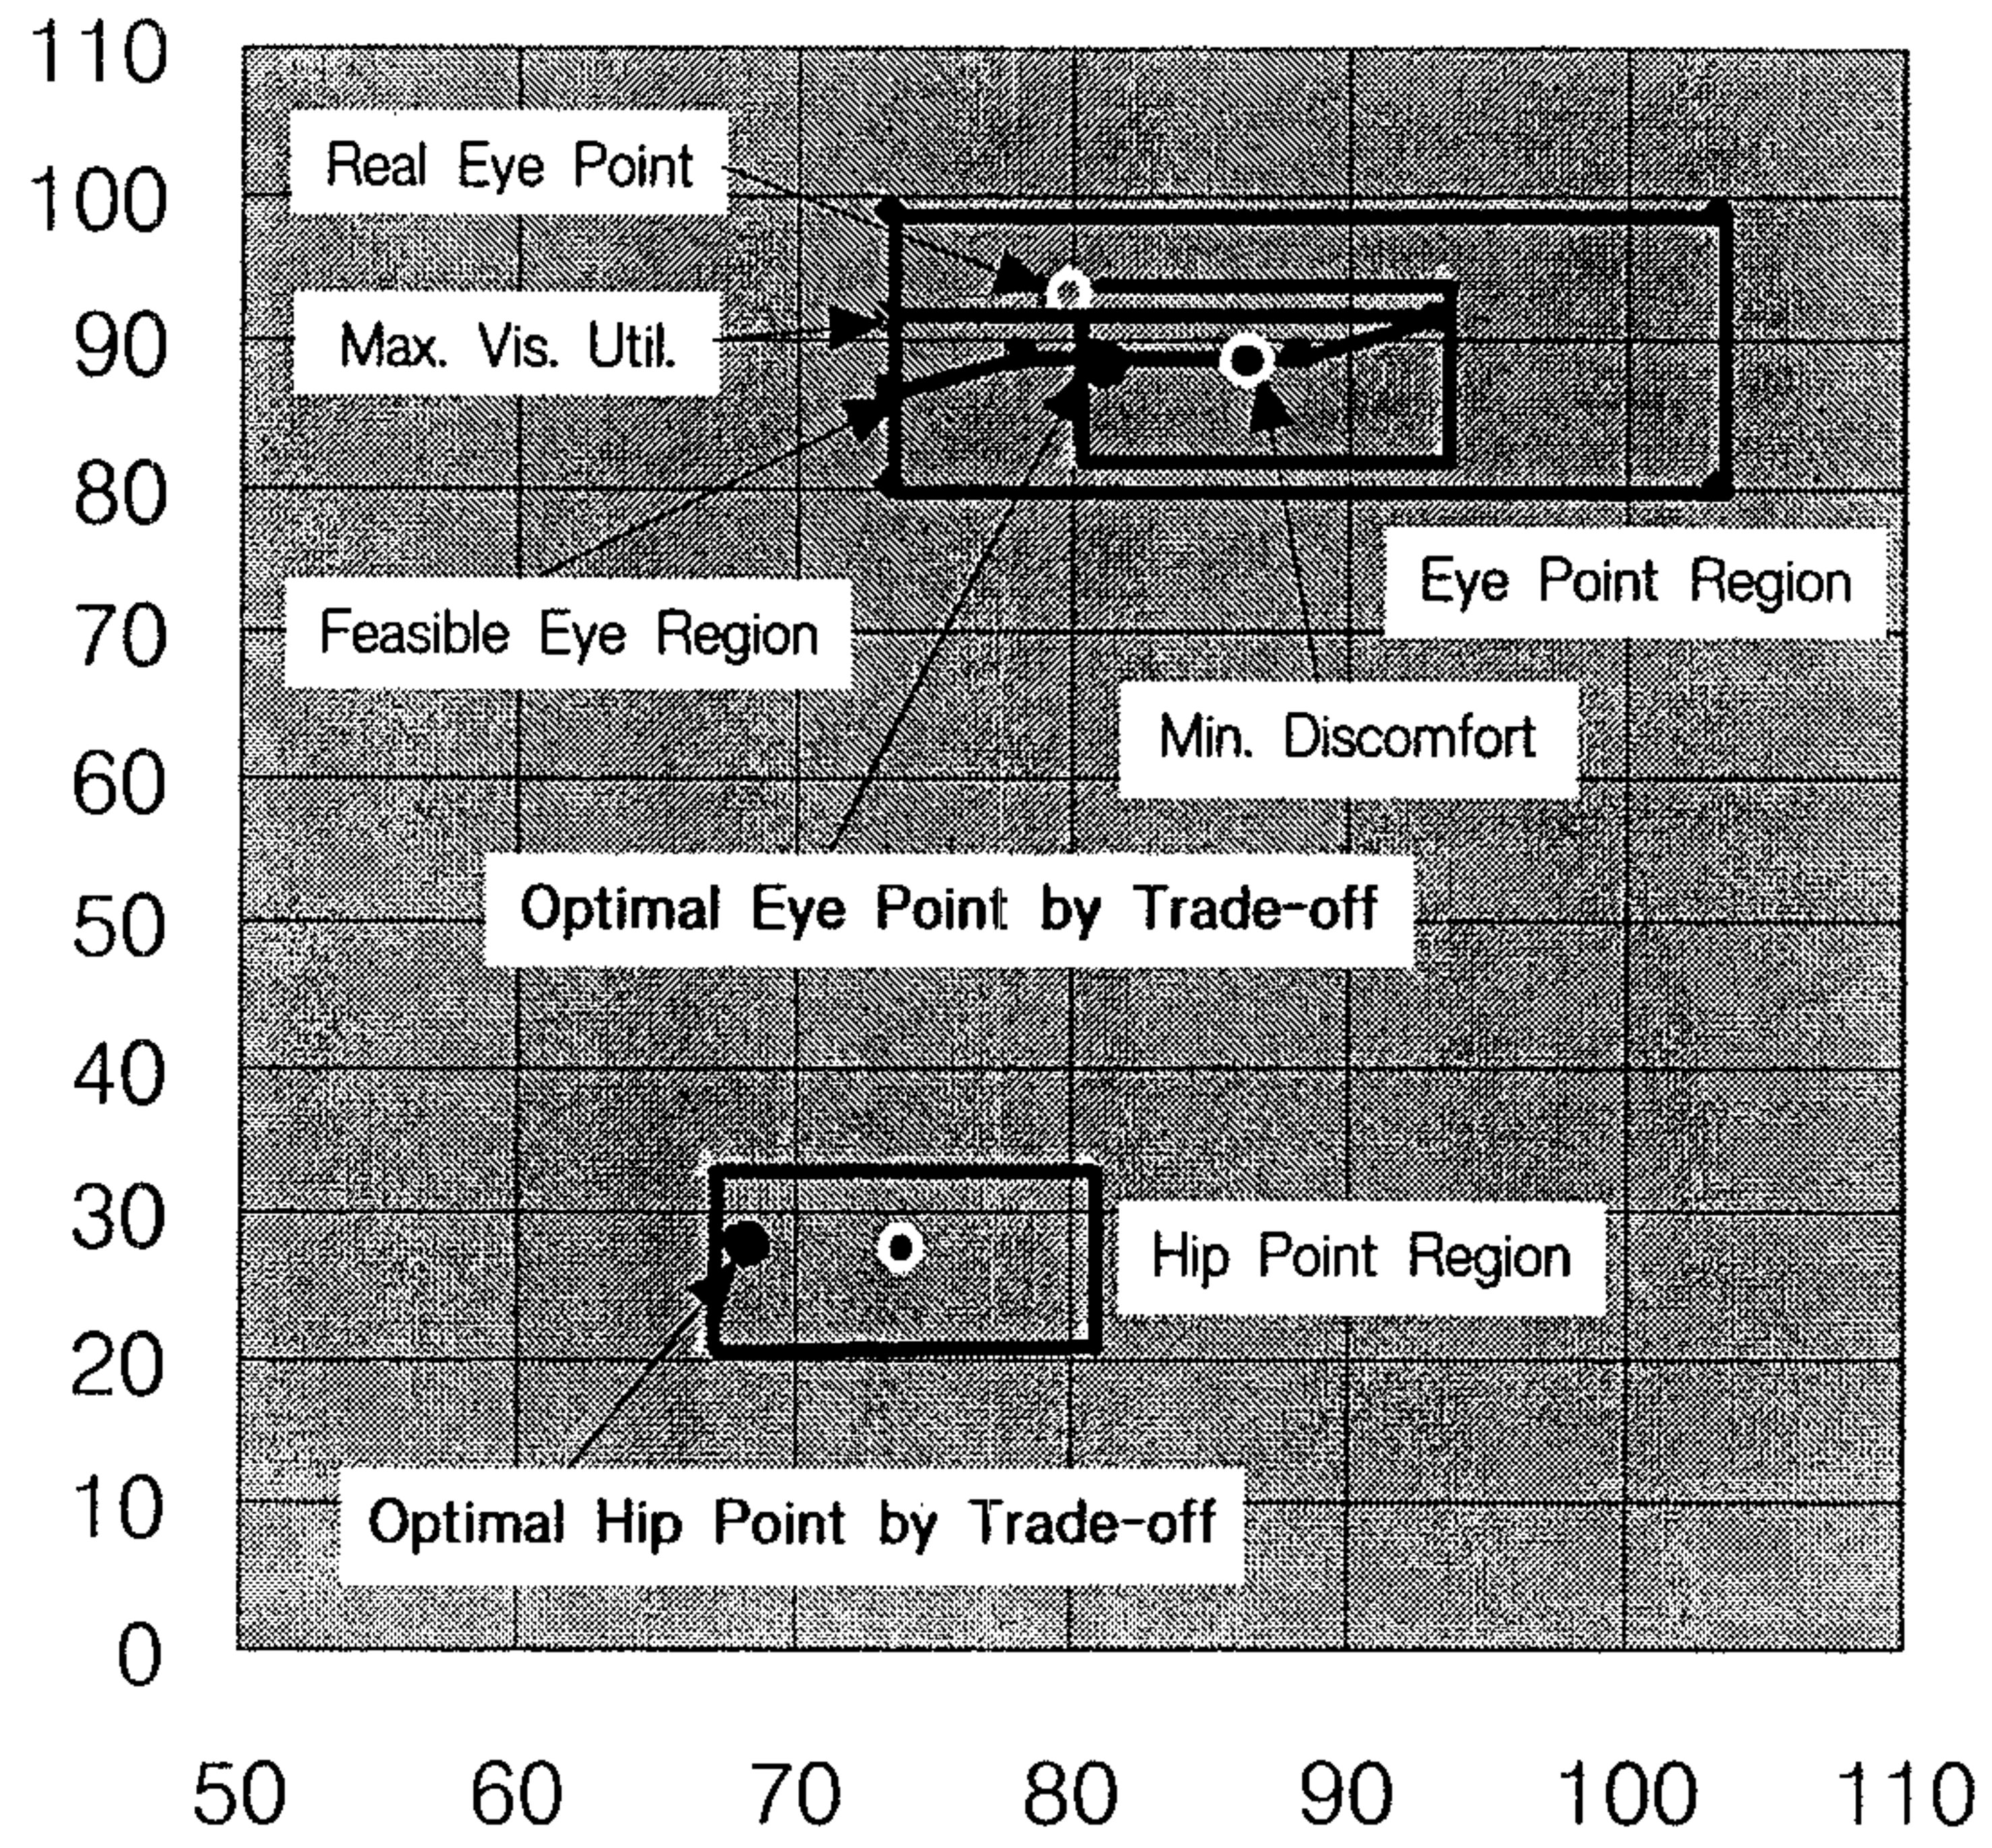 110
100
90
80
70
60
50
40
30
20
10
0
Real Eye Point
Max. Vis. Util.
Feasible Eye Region
Eye Point Region
Min. Discomfort
Optimal Eye Point by Trade-off
Hip Point Region
Optimal Hip Point by Trade-off
50 60 70 80 90 100 110